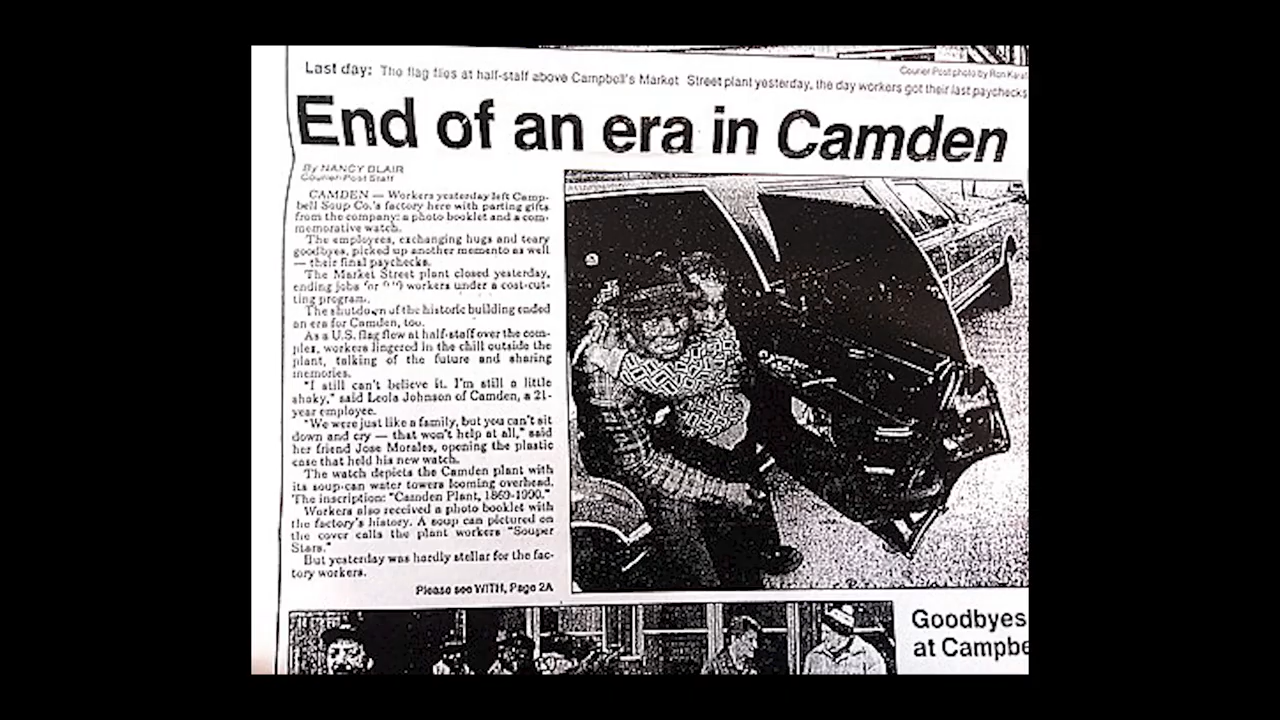 Courier-Post photo by Ron Karaf
Last day: The flag flies at half-staff above Campbell's Market Street plant yesterday, the day workers got their last paychecks
End of an era in Camden
By NANCY BLAIR
Courier-Post Staff
CAMDEN — Workers yesterday left Camp-
bell Soup Co.'s factory here with parting gifts
from the company: a photo booklet and a com-
memorative watch.
The employees, exchanging hugs and teary
goodbyes, picked up another memento as well
— their final paychecks.
The Market Street plant closed yesterday,
ending jobs for workers under a cost-cut-
ting program.
The shutdown of the historic building ended
an era for Camden, too.
As a U.S. flag flew at half-staff over the com-
plex, workers lingered in the chill outside the
plant, talking of the future and sharing
memories.
"I still can't believe it. I'm still a little
shaky," said Leola Johnson of Camden, a 21-
year employee.
"We were just like a family, but you can't sit
down and cry — that won't help at all," said
her friend Jose Morales, opening the plastic
case that held his new watch.
The watch depicts the Camden plant with
its soup-can water towers looming overhead.
The inscription: "Camden Plant, 1869-1990."
Workers also received a photo booklet with
the factory's history. A soup can pictured on
the cover calls the plant workers "Souper
Stars."
But yesterday was hardly stellar for the fac-
tory workers.
Please see WITH, Page 2A
Goodbyes
at Campbe